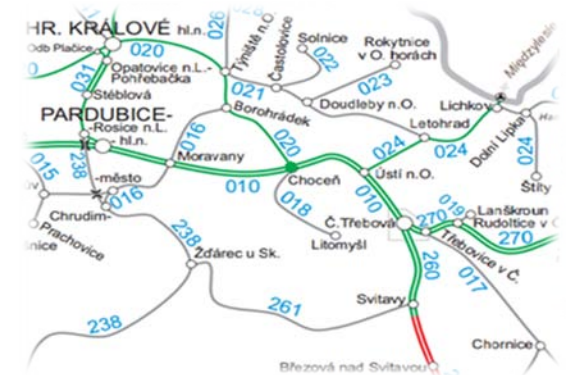 HR. KRÁLOVÉ hl.n.
Odb Plačice
020
026
Týniště n.O.
Častolovice
Solnice
022
Rokytnice
v O. horách
023
Międzylesie
031
Opatovice n.L.-
Pohřebačka
Stéblová
021
Doudleby n.O.
Lichkov
PARDUBICE-
-Rosice n.L.
- hl.n.
Borohrádek
016
020
Letohrad
024
024
Dolní Lipka
024
Štíty
238
Moravany
010
Choceň
Ústí n.O.
015
-město
016
Chrudim-
018
Litomyšl
010
Č.Třebová
270
019
Lanškroun
Rudoltice v Č.
270
Třebovice v Č.
Prachovice
238
Žďárec u Sk.
260
017
Svitavy
261
238
Chornice
Březová nad Svitavou